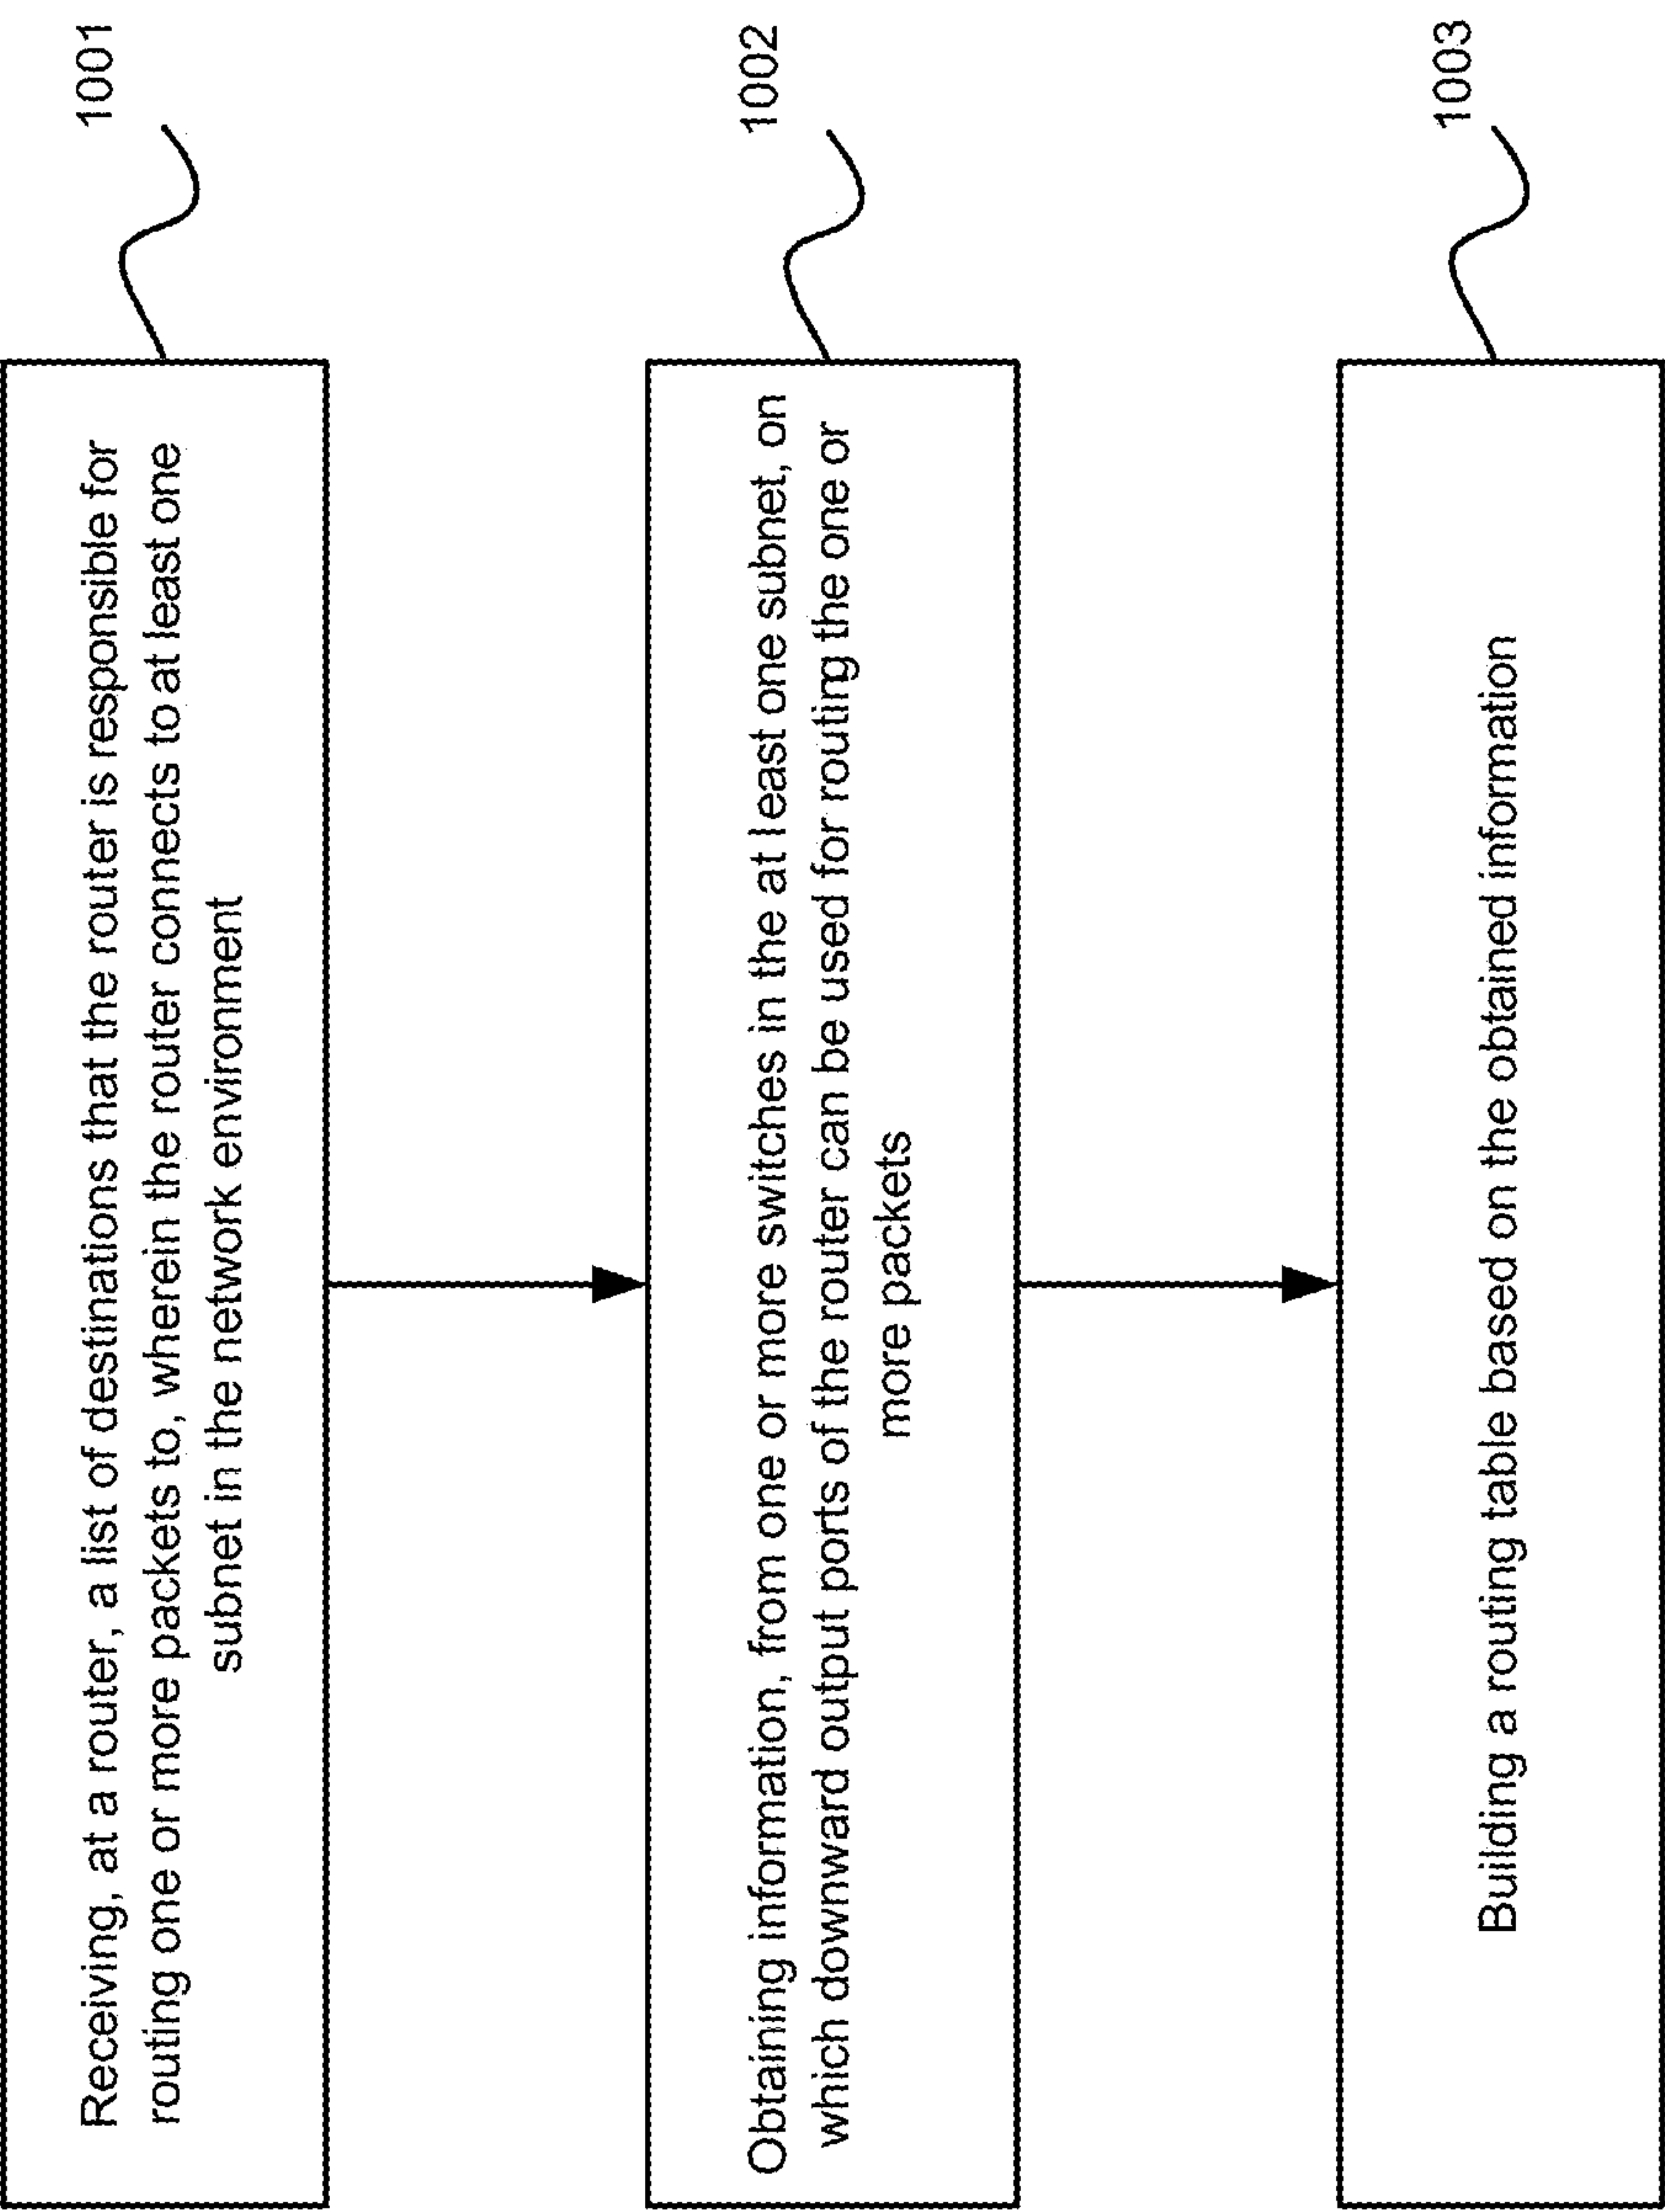 Receiving, at a router, a list of destinations that the router is responsible for
routing one or more packets to, wherein the router connects to at least one
subnet in the network environment
1001
Obtaining information, from one or more switches in the at least one subnet, on
which downward output ports of the router can be used for routing the one or
more packets
1002
Building a routing table based on the obtained information
1003